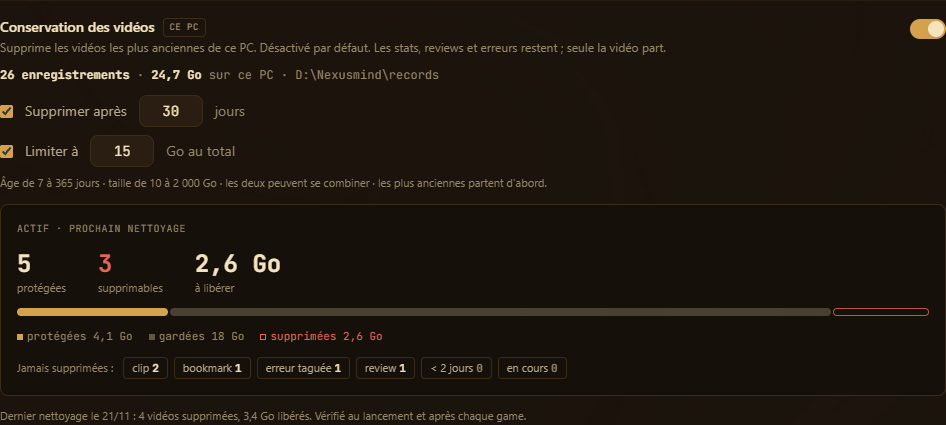 Conservation des vidéos CE PC
Supprime les vidéos les plus anciennes de ce PC. Désactivé par défaut. Les stats, reviews et erreurs restent ; seule la vidéo part.
26 enregistrements · 24,7 Go sur ce PC · D:\Nexusmind\records
Supprimer après 30 jours
Limiter à 15 Go au total
Âge de 7 à 365 jours · taille de 10 à 2 000 Go · les deux peuvent se combiner · les plus anciennes partent d'abord.
ACTIF · PROCHAIN NETTOYAGE
5 3 2,6 Go
protégées supprimables à libérer
protégées 4,1 Go gardées 18 Go supprimées 2,6 Go
Jamais supprimées : clip 2 bookmark 1 erreur taguée 1 review 1 < 2 jours 0 en cours 0
Dernier nettoyage le 21/11 : 4 vidéos supprimées, 3,4 Go libérés. Vérifié au lancement et après chaque game.